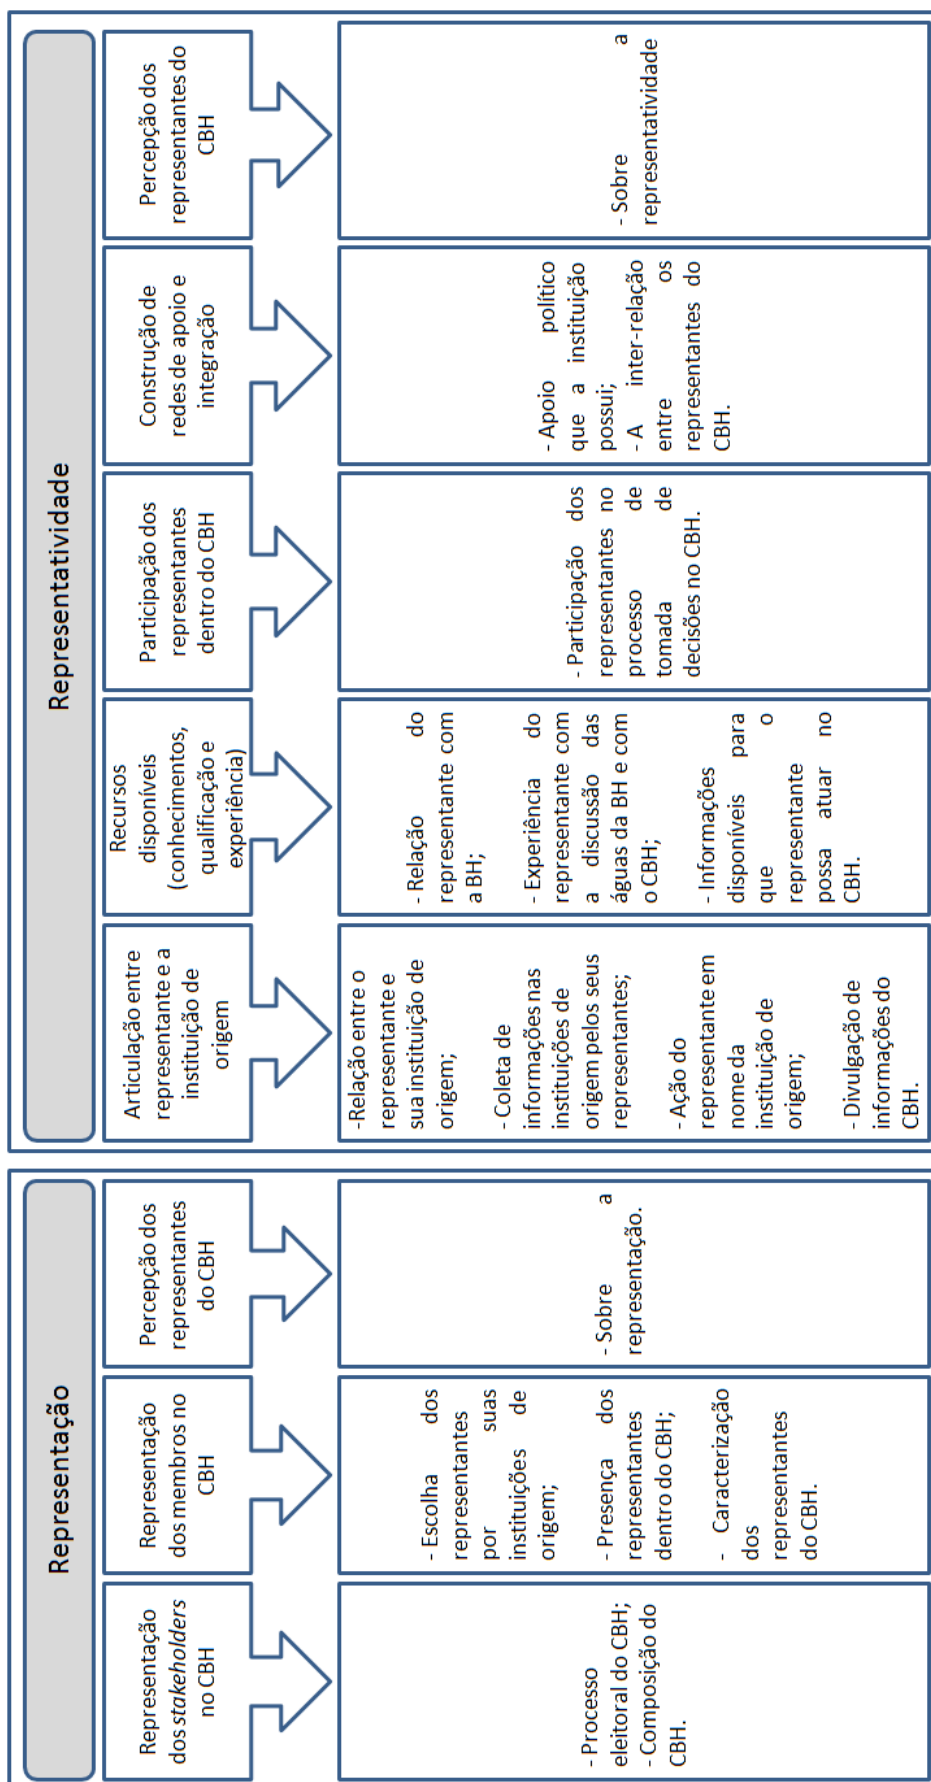 Representação
Representação
dos stakeholders
no CBH
- Processo
eleitoral do CBH;
- Composição do
CBH.
Representação
dos membros no
CBH
- Escolha dos
representantes
por suas
instituições de
origem;
- Presença dos
representantes
dentro do CBH;
- Caracterização
dos
representantes
do CBH.
Percepção dos
representantes
do CBH
- Sobre a
representação.
Representatividade
Articulação entre
representante e a
instituição de
origem
-Relação entre o
representante e
sua instituição de
origem;
- Coleta de
informações nas
instituições de
origem pelos seus
representantes;
- Ação do
representante em
nome da
instituição de
origem;
- Divulgação de
informações do
CBH.
Recursos
disponíveis
(conhecimentos,
qualificação e
experiência)
- Relação do
representante com
a BH;
- Experiência do
representante com
a discussão das
águas da BH e com
o CBH;
- Informações
disponíveis para
que o
representante
possa atuar no
CBH.
Participação dos
representantes
dentro do CBH
- Participação dos
representantes no
processo de
tomada de
decisões no CBH.
Construção de
redes de apoio e
integração
- Apoio político
que a instituição
possui;
- A inter-relação
entre os
representantes do
CBH.
Percepção dos
representantes do
CBH
- Sobre a
representatividade